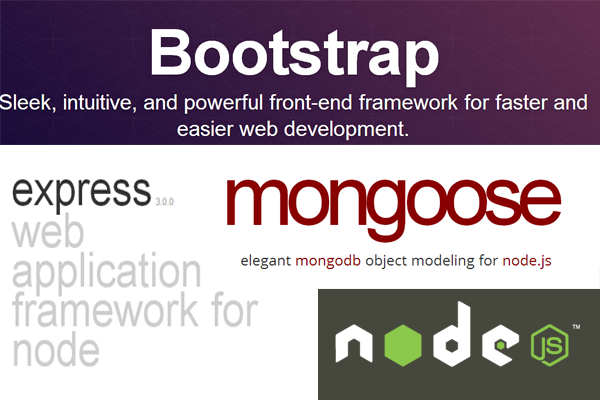 Bootstrap
Sleek, intuitive, and powerful front-end framework for faster and
easier web development.
express 3.0.0
web
application
framework for
node
mongoose
elegant mongodb object modeling for node.js
node JS ™